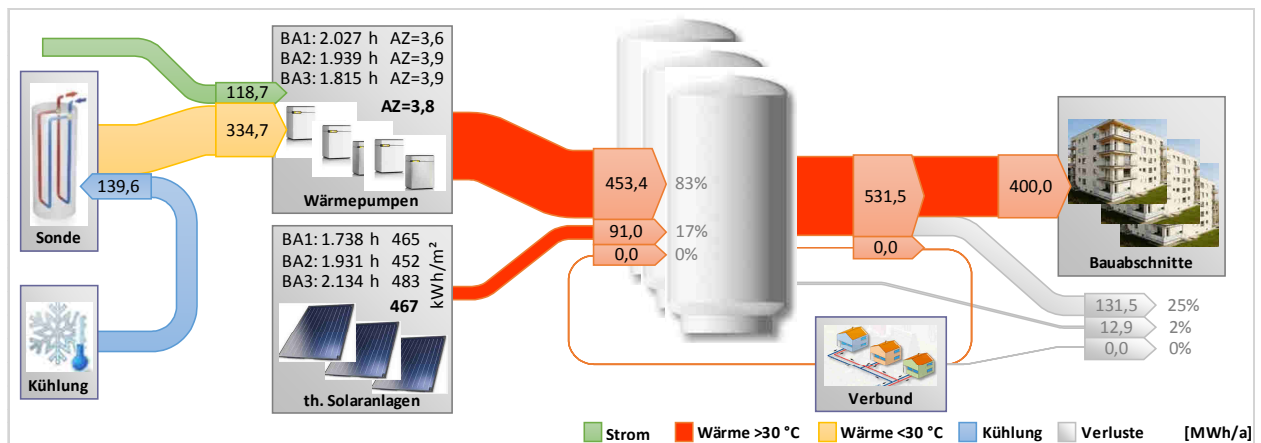 BA1: 2.027 h AZ=3,6
BA2: 1.939 h AZ=3,9
BA3: 1.815 h AZ=3,9
AZ=3,8
Wärmepumpen
118,7
334,7
139,6
Sonde
Kühlung
BA1: 1.738 h 465
BA2: 1.931 h 452
BA3: 2.134 h 483
467
kWh/m²
th. Solaranlagen
453,4 83%
91,0 17%
0,0 0%
531,5
0,0
400,0
Bauabschnitte
131,5 25%
12,9 2%
0,0 0%
Verbund
Strom Wärme >30 °C Wärme <30 °C Kühlung Verluste [MWh/a]